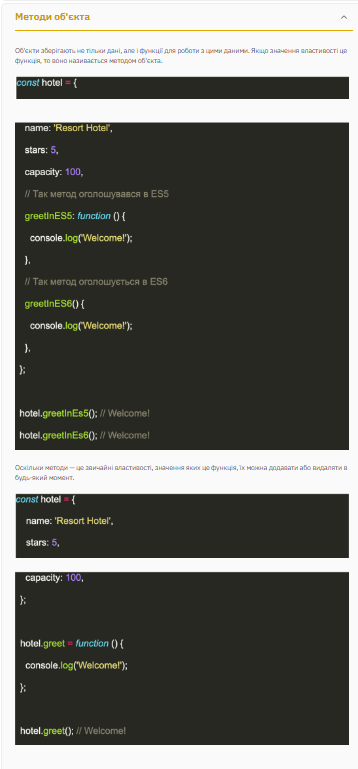 Методи об'єкта
Об'єкти зберігають не тільки дані, але і функції для роботи з цими даними. Якщо значення властивості це
функція, то воно називається методом об'єкта.
const hotel = {
name: 'Resort Hotel',
stars: 5,
capacity: 100,
// Так метод оголошувався в ES5
greetInES5: function () {
console.log('Welcome!');
},
// Так метод оголошується в ES6
greetInES6() {
console.log('Welcome!');
},
};
hotel.greetInEs5(); // Welcome!
hotel.greetInEs6(); // Welcome!
Оскільки методи — це звичайні властивості, значення яких це функція, їх можна додавати або видаляти в
будь-який момент.
const hotel = {
name: 'Resort Hotel',
stars: 5,
capacity: 100,
};
hotel.greet = function () {
console.log('Welcome!');
};
hotel.greet(); // Welcome!